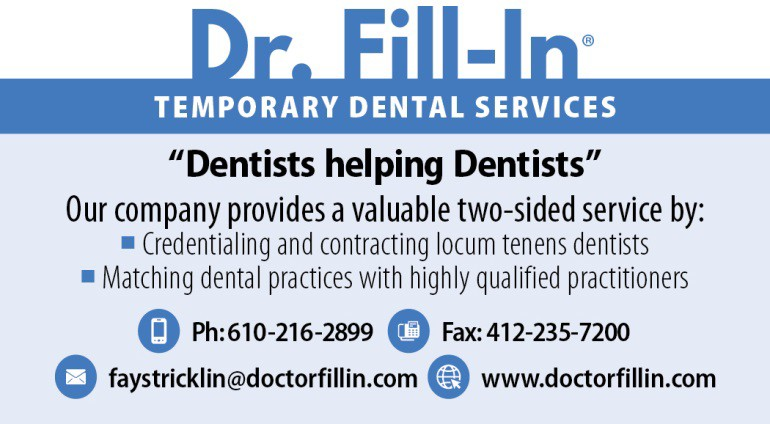 Dr. Fill-In®
TEMPORARY DENTAL SERVICES
“Dentists helping Dentists”
Our company provides a valuable two-sided service by:
■ Credentialing and contracting locum tenens dentists
■ Matching dental practices with highly qualified practitioners
Ph: 610-216-2899 Fax: 412-235-7200
faystricklin@doctorfillin.com www.doctorfillin.com